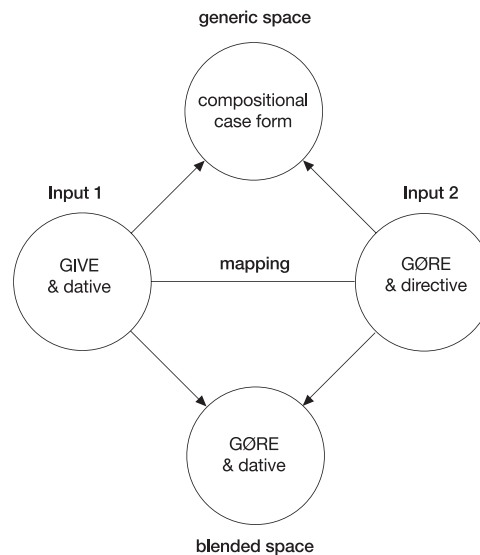 generic space
compositional
case form
Input 1
Input 2
GIVE
& dative
mapping
GØRE
& directive
GØRE
& dative
blended space